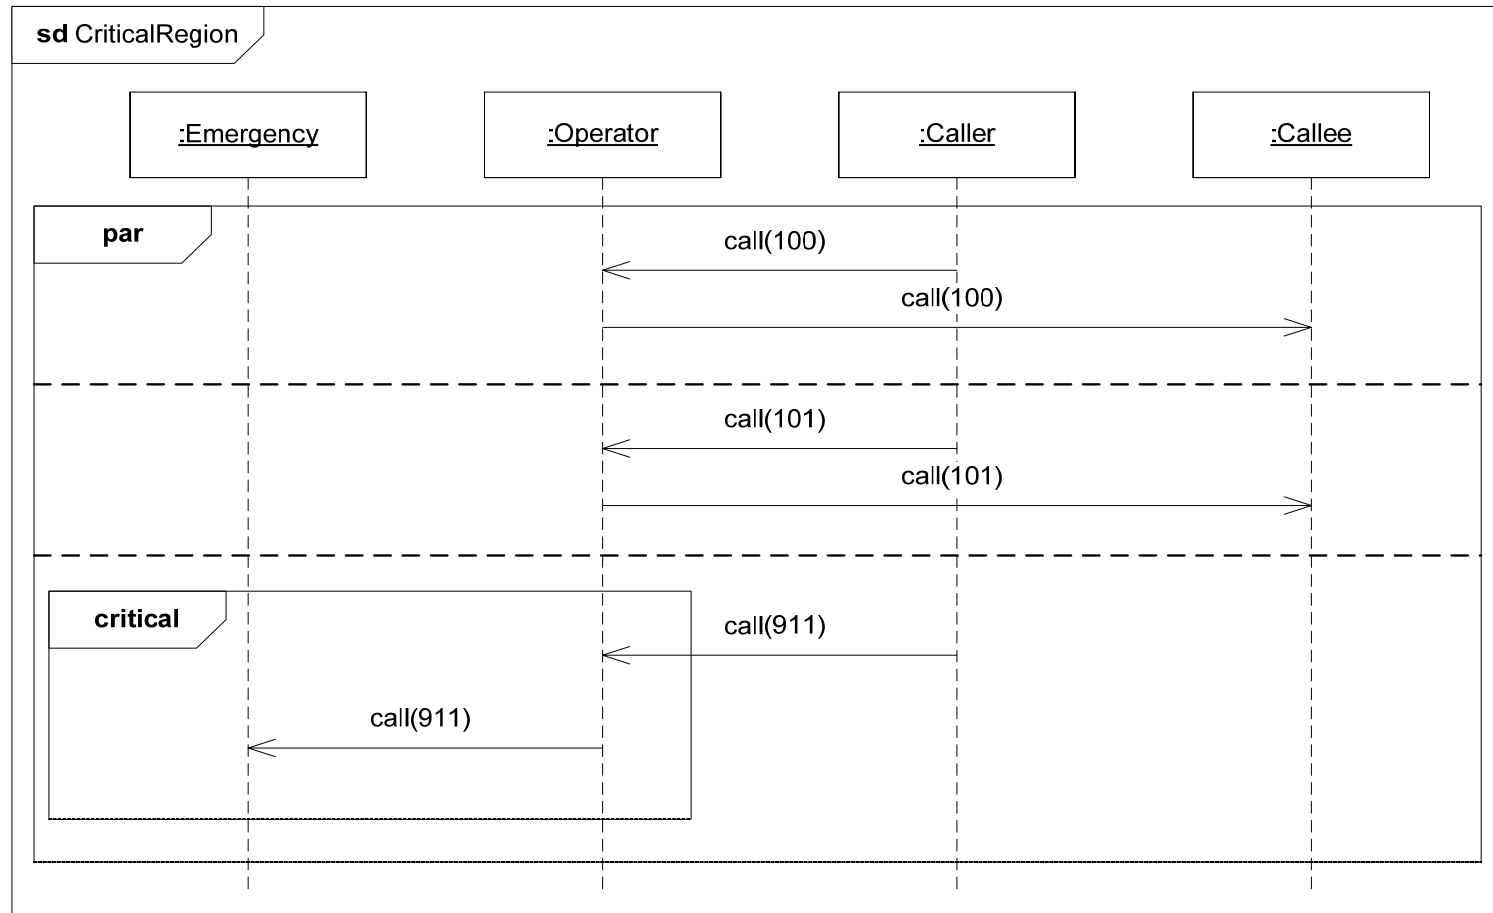 sd CriticalRegion
:Emergency
:Operator
:Caller
:Callee
par
call(100)
call(100)
call(101)
call(101)
critical
call(911)
call(911)